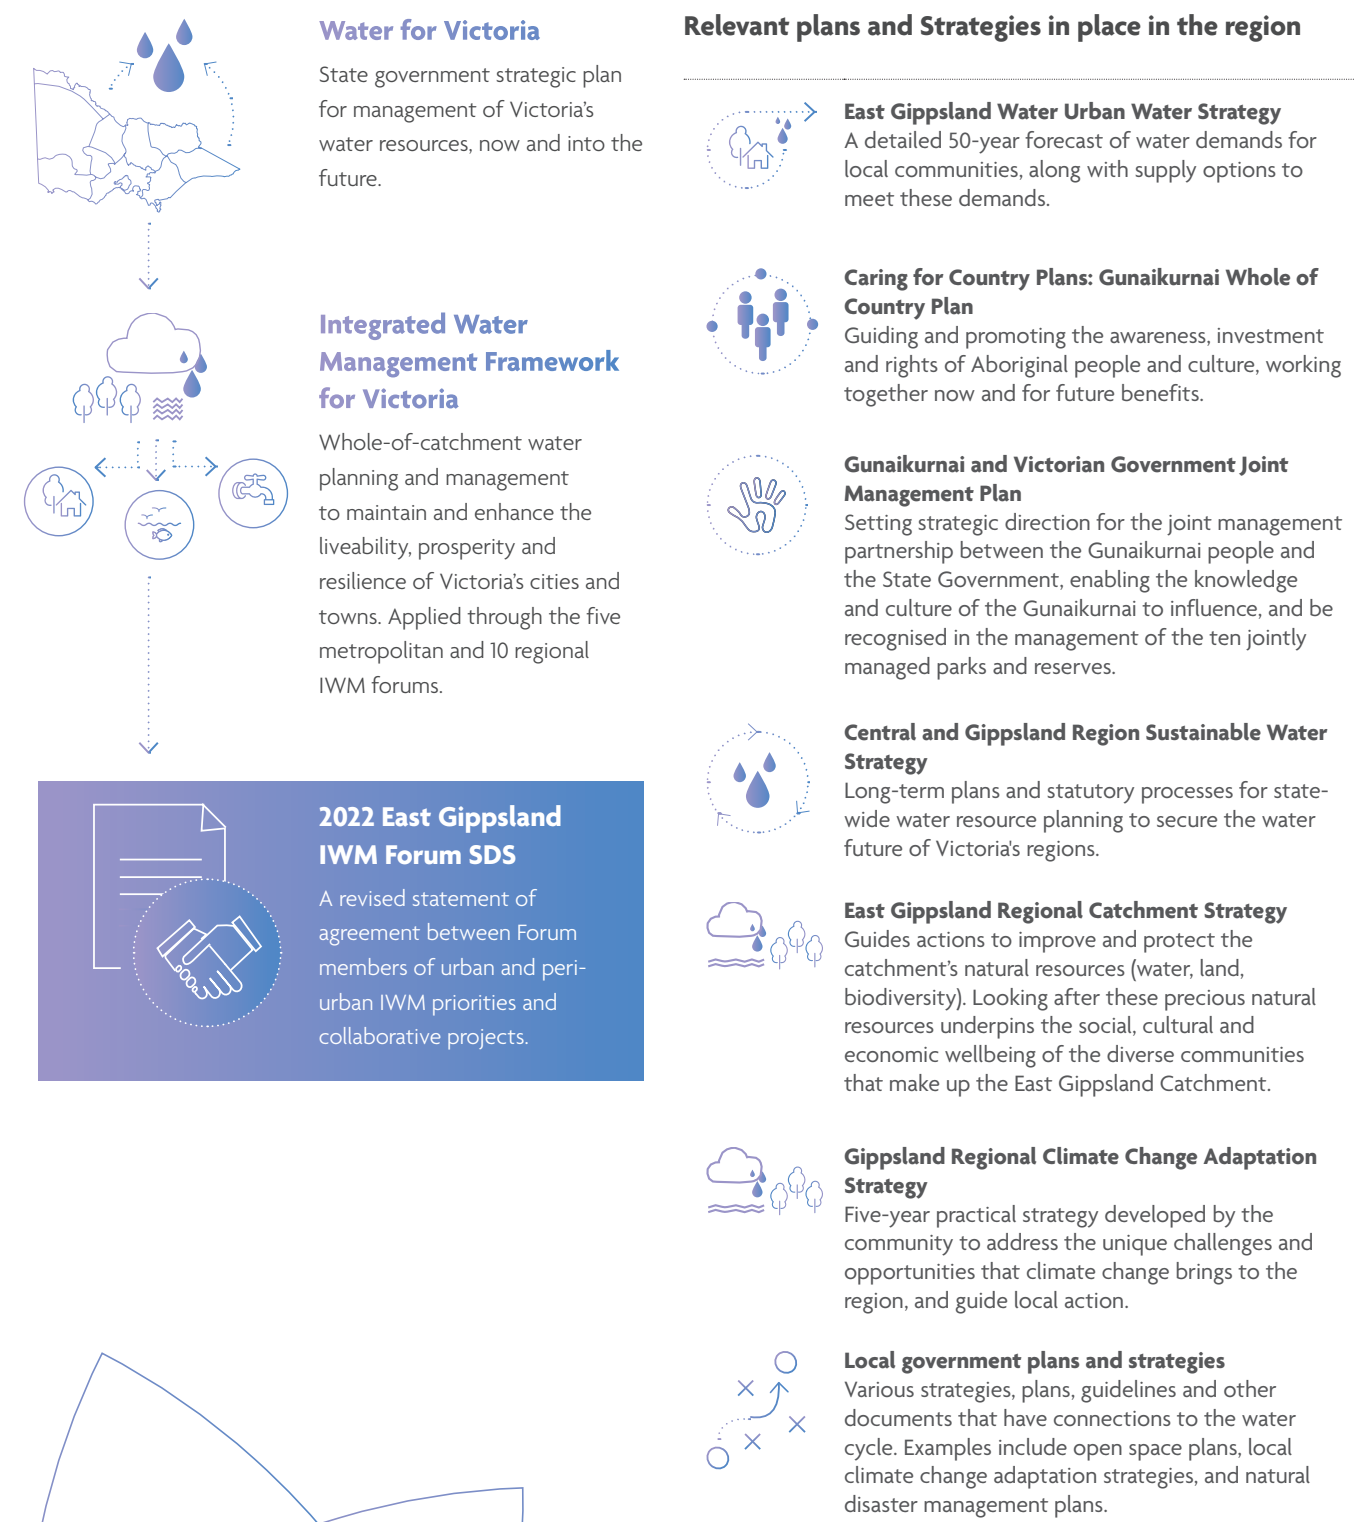 Water for Victoria
State government strategic plan
for management of Victoria's
water resources, now and into the
future.
Integrated Water
Management Framework
for Victoria
Whole-of-catchment water
planning and management
to maintain and enhance the
liveability, prosperity and
resilience of Victoria's cities and
towns. Applied through the five
metropolitan and 10 regional
IWM forums.
2022 East Gippsland
IWM Forum SDS
A revised statement of
agreement between Forum
members of urban and peri-
urban IWM priorities and
collaborative projects.
Relevant plans and Strategies in place in the region
East Gippsland Water Urban Water Strategy
A detailed 50-year forecast of water demands for
local communities, along with supply options to
meet these demands.
Caring for Country Plans: Gunaikurnai Whole of
Country Plan
Guiding and promoting the awareness, investment
and rights of Aboriginal people and culture, working
together now and for future benefits.
Gunaikurnai and Victorian Government Joint
Management Plan
Setting strategic direction for the joint management
partnership between the Gunaikurnai people and
the State Government, enabling the knowledge
and culture of the Gunaikurnai to influence, and be
recognised in the management of the ten jointly
managed parks and reserves.
Central and Gippsland Region Sustainable Water
Strategy
Long-term plans and statutory processes for state-
wide water resource planning to secure the water
future of Victoria's regions.
East Gippsland Regional Catchment Strategy
Guides actions to improve and protect the
catchment's natural resources (water, land,
biodiversity). Looking after these precious natural
resources underpins the social, cultural and
economic wellbeing of the diverse communities
that make up the East Gippsland Catchment.
Gippsland Regional Climate Change Adaptation
Strategy
Five-year practical strategy developed by the
community to address the unique challenges and
opportunities that climate change brings to the
region, and guide local action.
Local government plans and strategies
Various strategies, plans, guidelines and other
documents that have connections to the water
cycle. Examples include open space plans, local
climate change adaptation strategies, and natural
disaster management plans.